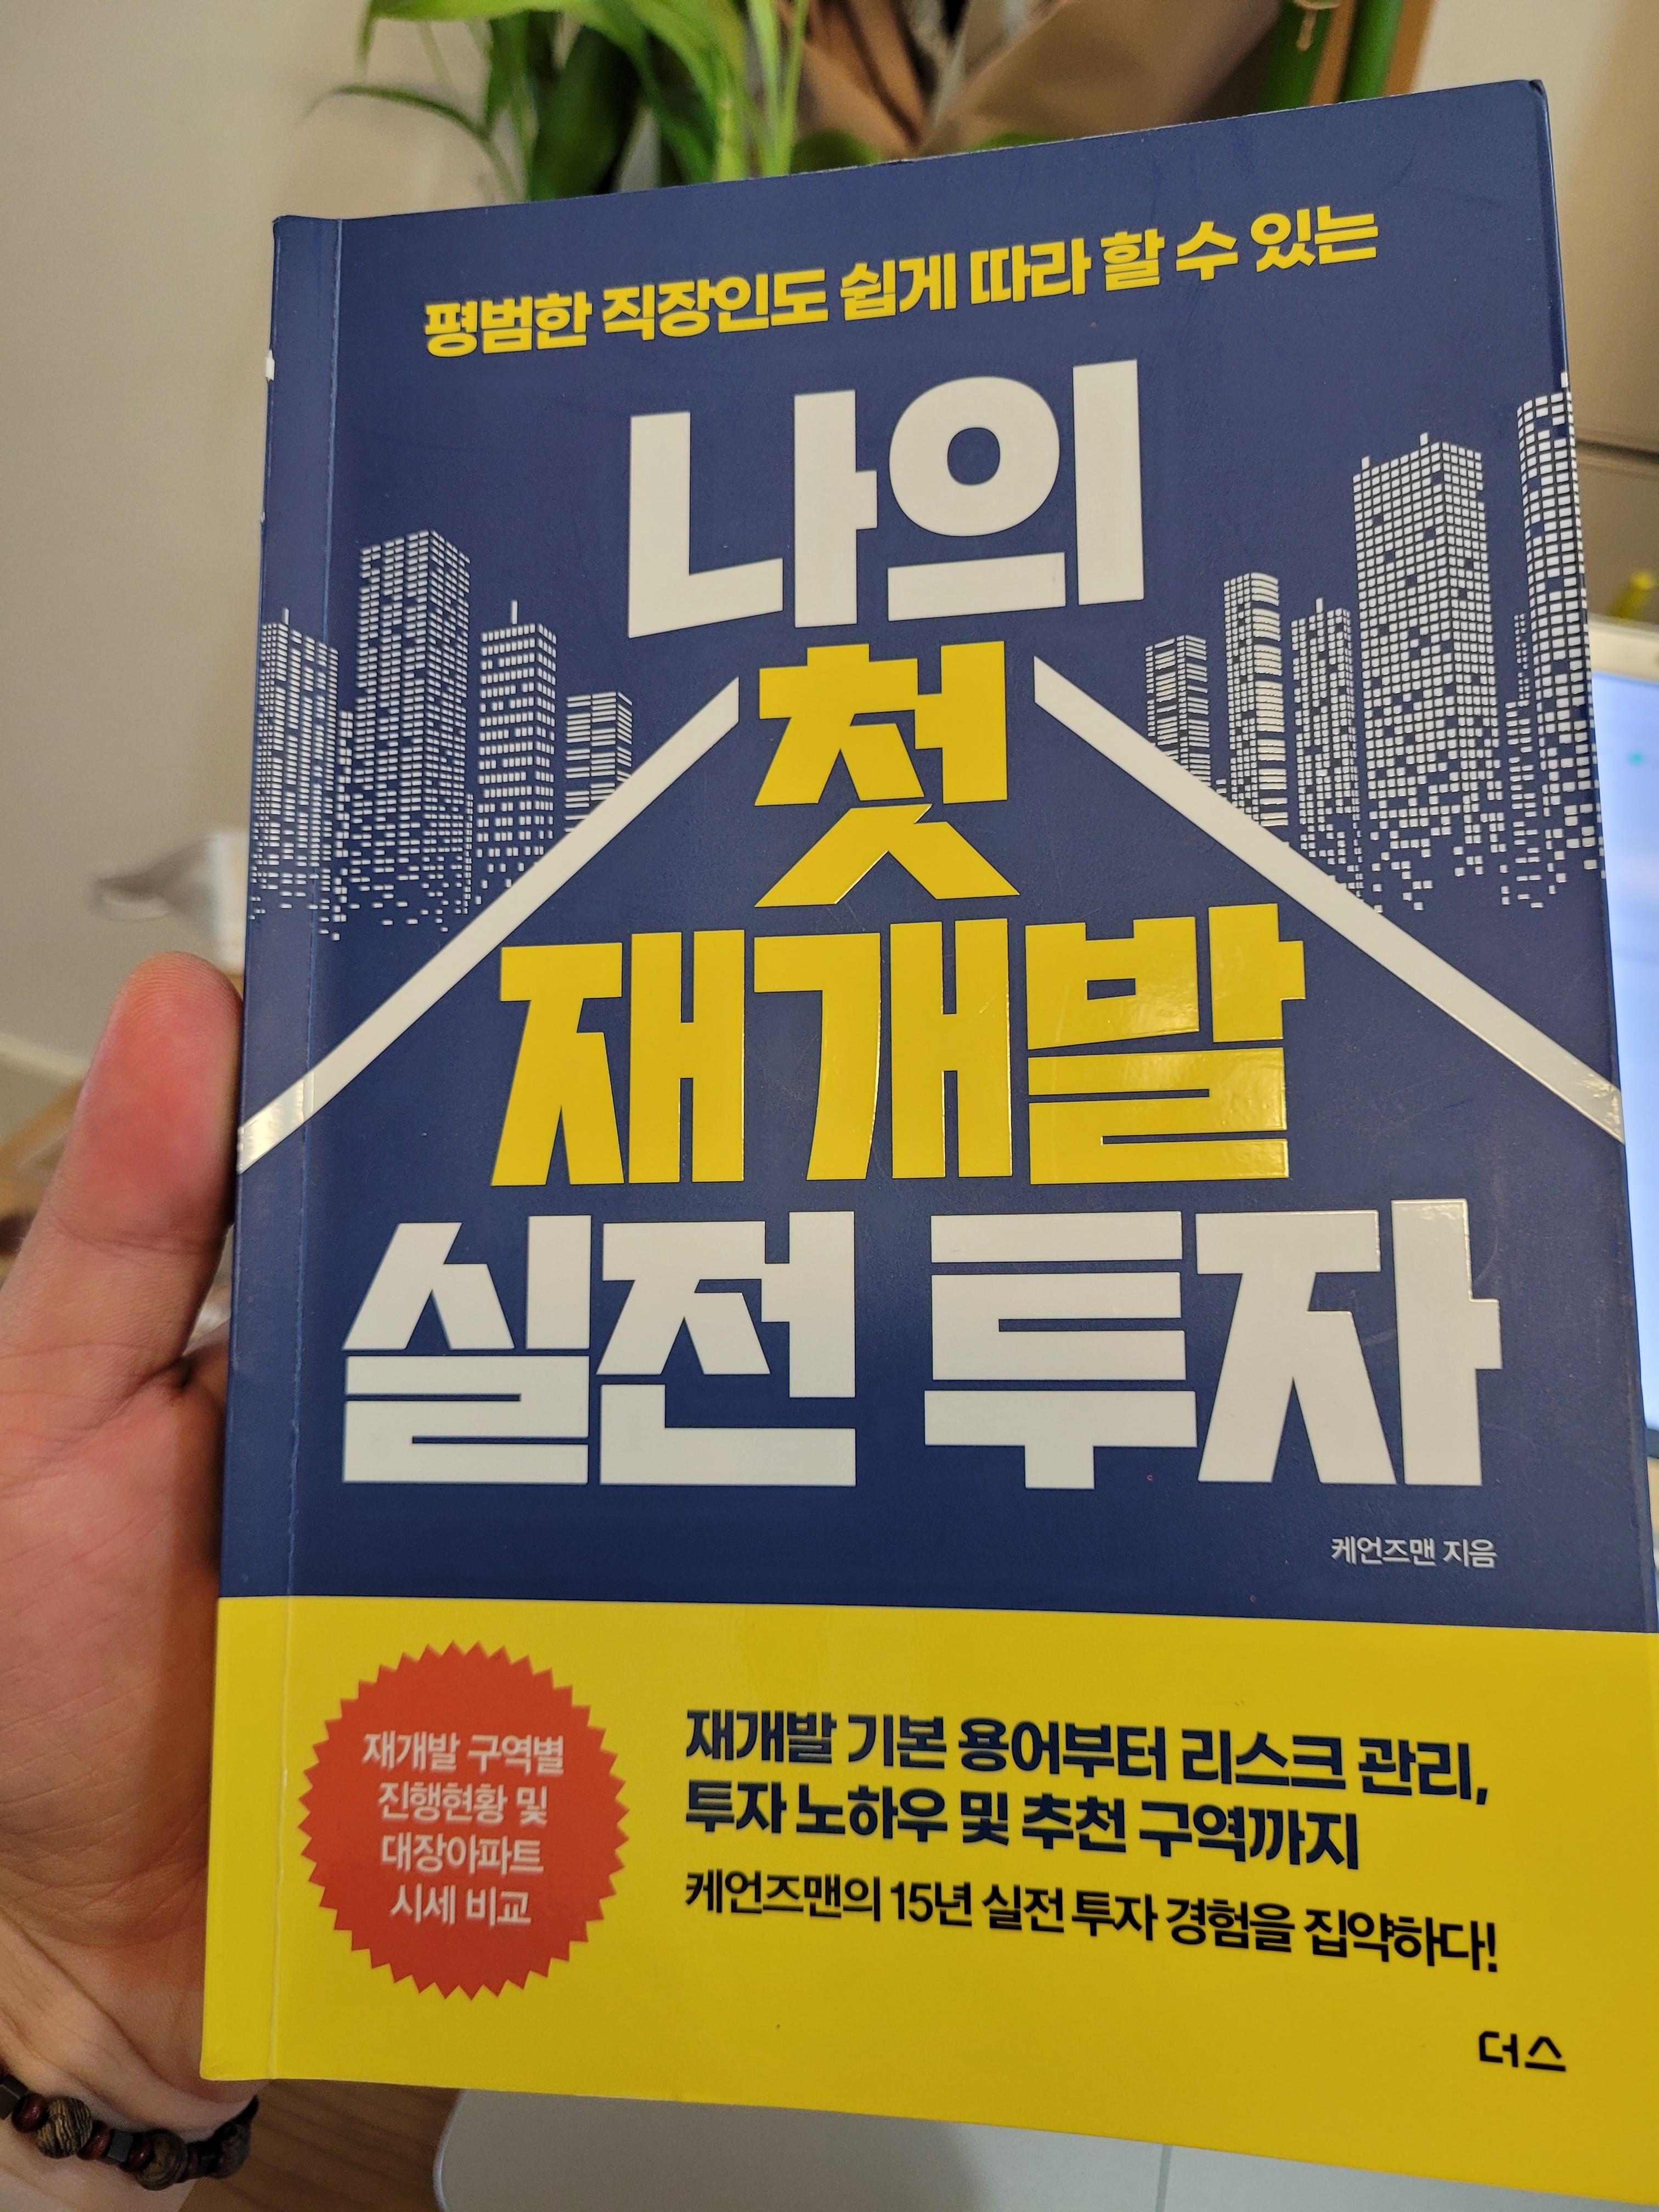 평범한 직장인도 쉽게 따라 할 수 있는
나의
첫
재개발
실전 투자
케언즈맨 지음
재개발 구역별
진행현황 및
대장아파트
시세 비교
재개발 기본 용어부터 리스크 관리,
투자 노하우 및 추천 구역까지
케언즈맨의 15년 실전 투자 경험을 집약하다!
더스